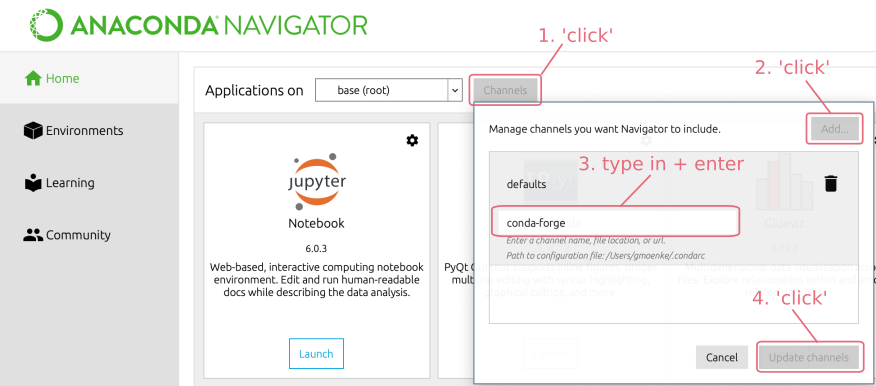 ANACONDA NAVIGATOR
1. 'click'
Home
Applications on
base (root)
Channels
2. 'click'
Environments
Manage channels you want Navigator to include.
Add...
Learning
3. type in + enter
defaults
Community
jupyter
Notebook
6.0.3
Web-based, interactive computing notebook
environment. Edit and run human-readable
docs while describing the data analysis.
Launch
conda-forge
Enter a channel name, file location, or url.
Path to configuration file: /Users/gmoenke/.condarc
4. 'click'
Cancel
Update channels